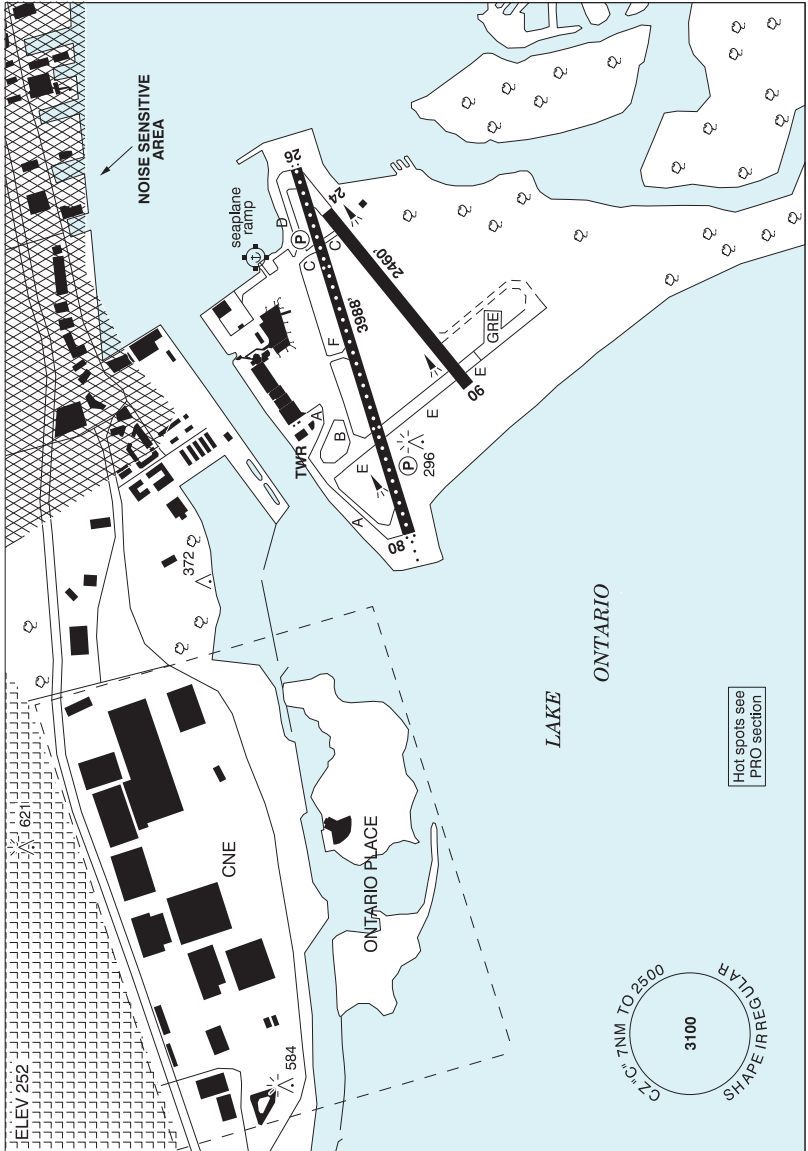 ELEV 252
621
NOISE SENSITIVE
AREA
372
584
CNE
seaplane
ramp
26
D
P
24
C
C
2460'
3988'
F
TWR
A
B
E
E
E
GRE
06
A
P
296
08
ONTARIO PLACE
LAKE
ONTARIO
CZ "C" 7NM TO 2500
3100
SHAPE IRREGULAR
Hot spots see
PRO section